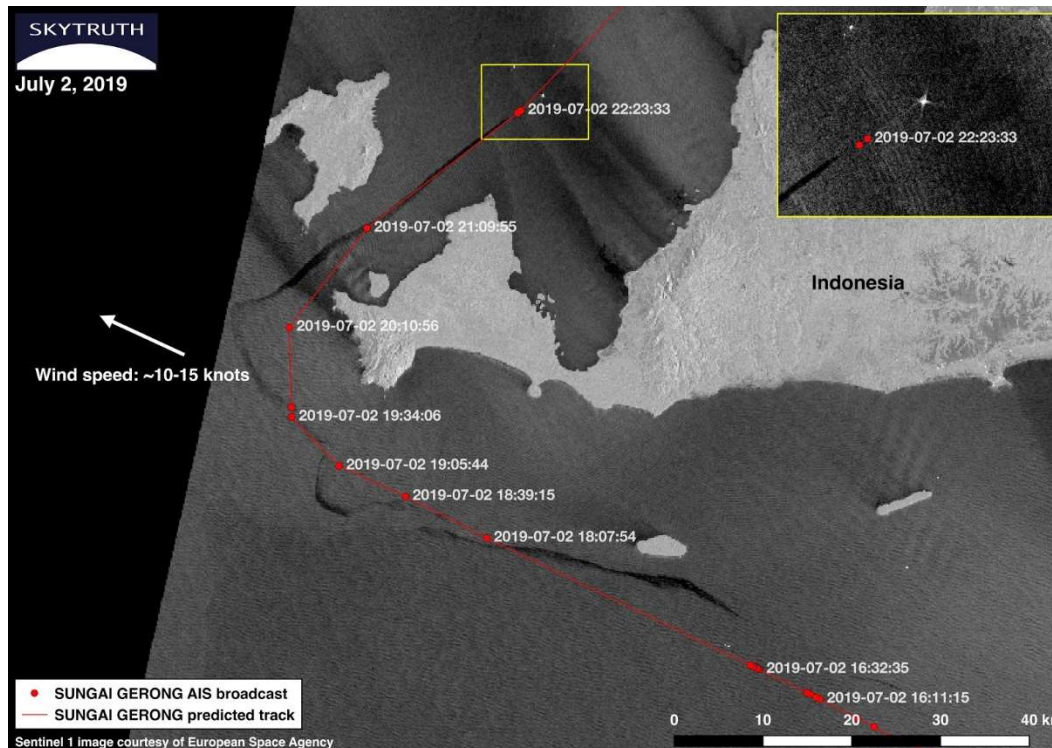 SKYTRUTH
July 2, 2019
2019-07-02 22:23:33
2019-07-02 22:23:33
2019-07-02 21:09:55
Indonesia
2019-07-02 20:10:56
Wind speed: ~10-15 knots
2019-07-02 19:34:06
2019-07-02 19:05:44
2019-07-02 18:39:15
2019-07-02 18:07:54
2019-07-02 16:32:35
2019-07-02 16:11:15
SUNGAI GERONG AIS broadcast
SUNGAI GERONG predicted track
0 10 20 30 40 km
Sentinel 1 image courtesy of European Space Agency